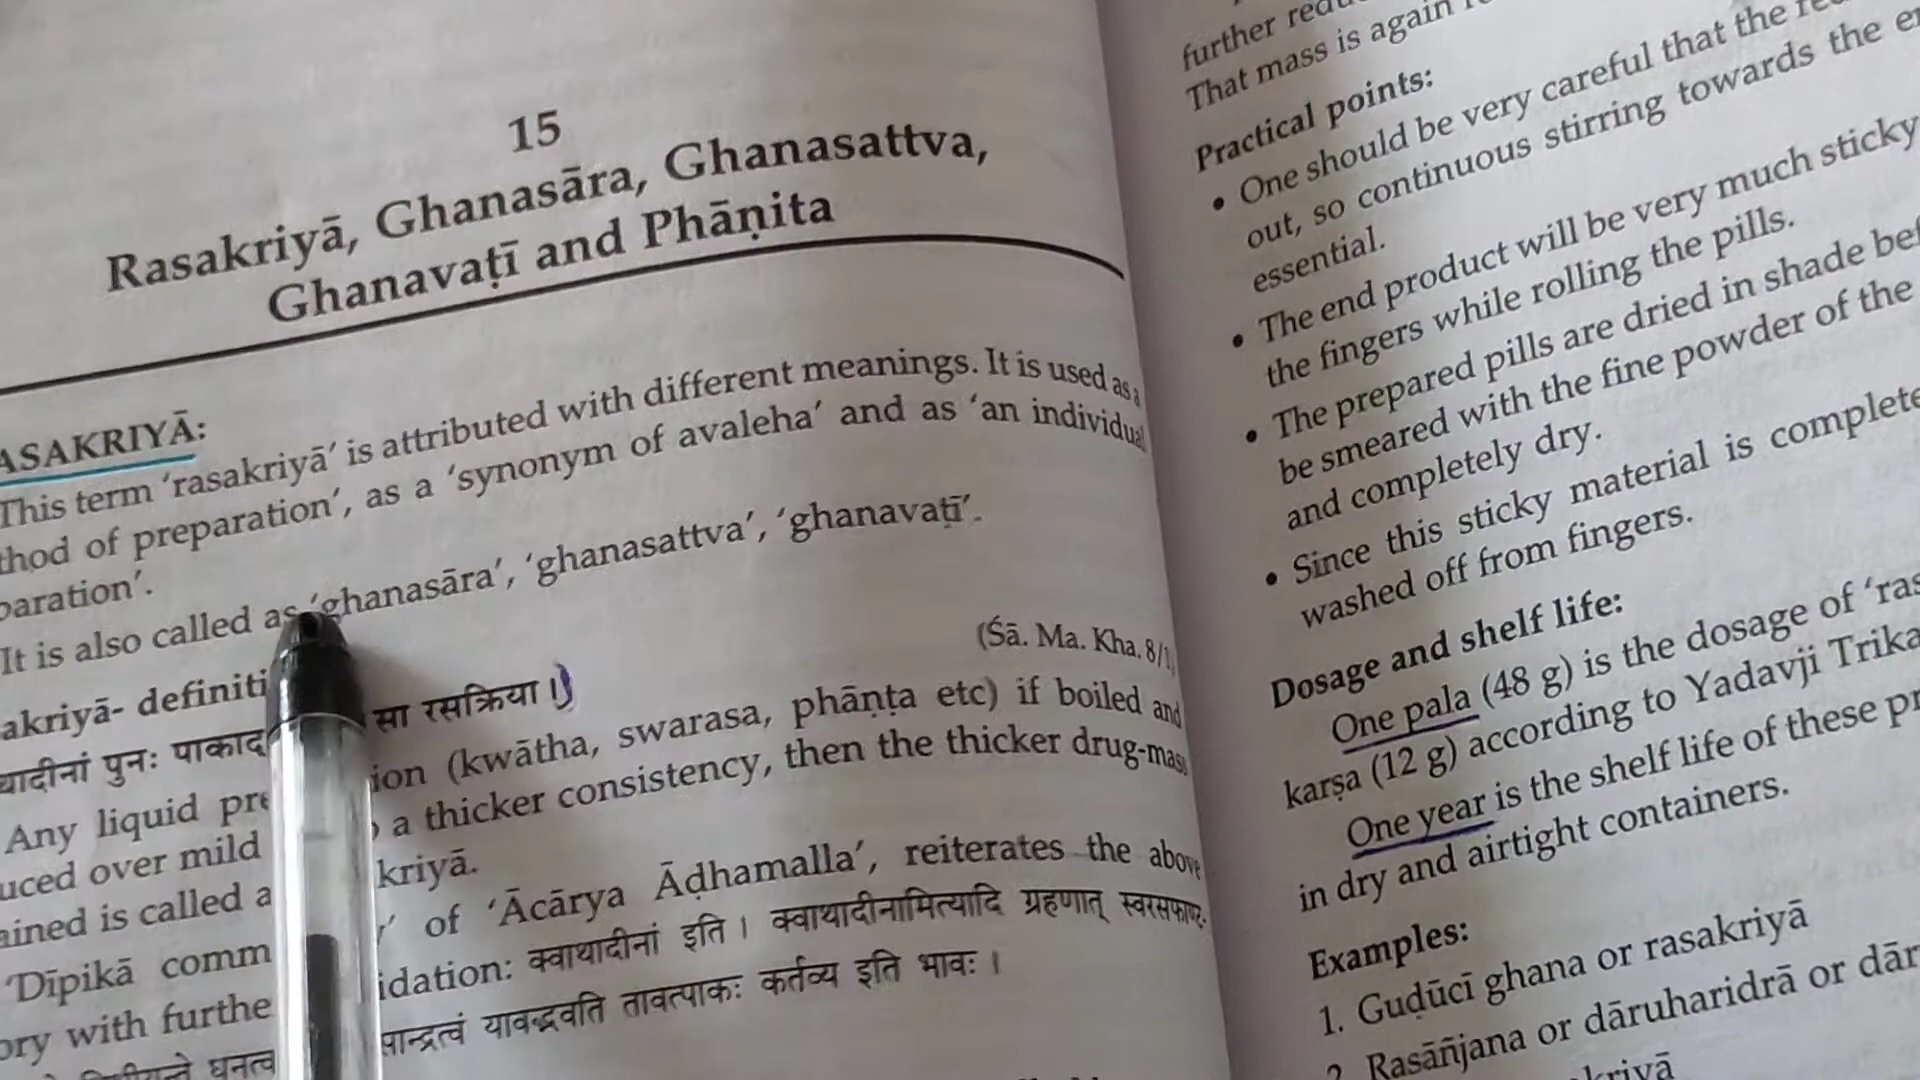 15
Rasakriyā, Ghanasāra, Ghanasattva,
Ghanavaṭī and Phāṇita
ASAKRIYĀ:
This term 'rasakriyā' is attributed with different meanings. It is used as a
thod of preparation', as a 'synonym of avaleha' and as 'an individual
paration'.
It is also called as 'ghanasāra', 'ghanasattva', 'ghanavaṭī'.
(Śā. Ma. Kha. 8/1)
akriyā- definiti
थादीनां पुनः पाकाद सा रसक्रिया ।
Any liquid pre ion (kwātha, swarasa, phāṇṭa etc) if boiled and
uced over mild a thicker consistency, then the thicker drug-mass
ained is called a kriyā.
'Dīpikā comm of 'Ācārya Āḍhamalla', reiterates the above
ory with furthe idation: क्वाथादीनां इति । क्वाथादीनामित्यादि ग्रहणात् स्वरसफाण्ट-
घनत्व सान्द्रत्वं यावद्भवति तावत्पाकः कर्तव्य इति भावः ।
further redu
That mass is again
Practical points:
• One should be very careful that the
out, so continuous stirring towards the
essential.
• The end product will be very much sticky
the fingers while rolling the pills.
• The prepared pills are dried in shade bef
be smeared with the fine powder of the
and completely dry.
• Since this sticky material is complete
washed off from fingers.
Dosage and shelf life:
One pala (48 g) is the dosage of 'ras
karṣa (12 g) according to Yadavji Trika
One year is the shelf life of these pr
in dry and airtight containers.
Examples:
1. Guḍūcī ghana or rasakriyā
2. Rasāñjana or dāruharidrā or dār
kriyā